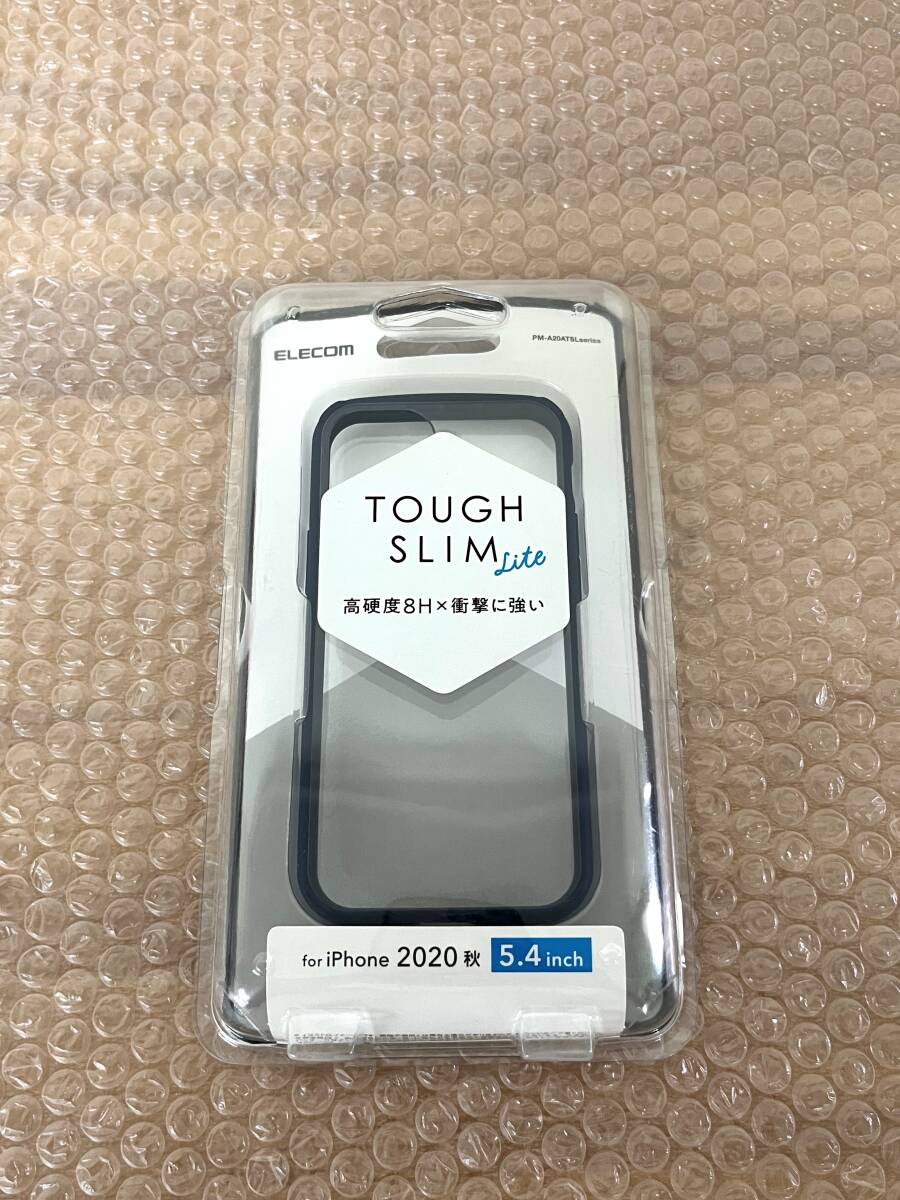 ELECOM
PM-A20ATSLseries
TOUGH
SLIM Lite
高硬度8H×衝撃に強い
for iPhone 2020 秋 5.4 inch